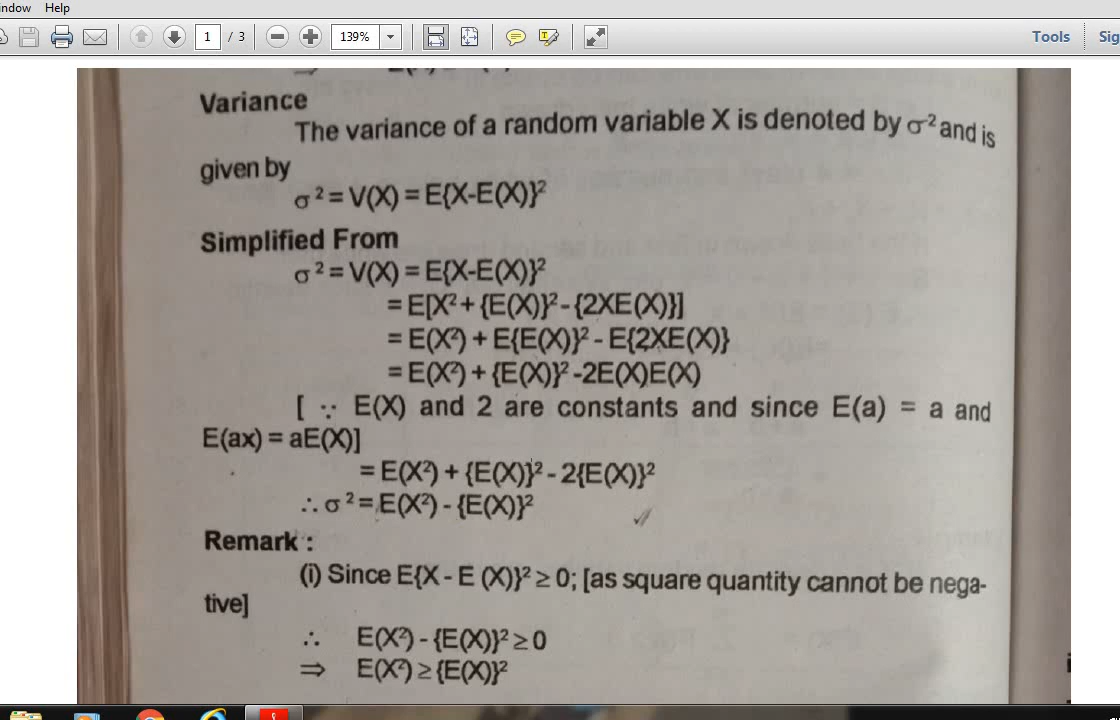 indow Help
1 / 3 139% Tools Sig
Variance
The variance of a random variable X is denoted by σ² and is
given by
σ² = V(X) = E{X-E(X)}²
Simplified From
σ² = V(X) = E{X-E(X)}²
= E[X² + {E(X)}² - {2XE(X)}]
= E(X²) + E{E(X)}² - E{2XE(X)}
= E(X²) + {E(X)}² -2E(X)E(X)
[ ∵ E(X) and 2 are constants and since E(a) = a and
E(ax) = aE(X)]
= E(X²) + {E(X)}² - 2{E(X)}²
∴ σ² = E(X²) - {E(X)}²
Remark :
(i) Since E{X - E (X)}² ≥ 0; [as square quantity cannot be nega-
tive]
∴ E(X²) - {E(X)}² ≥ 0
⇒ E(X²) ≥ {E(X)}²